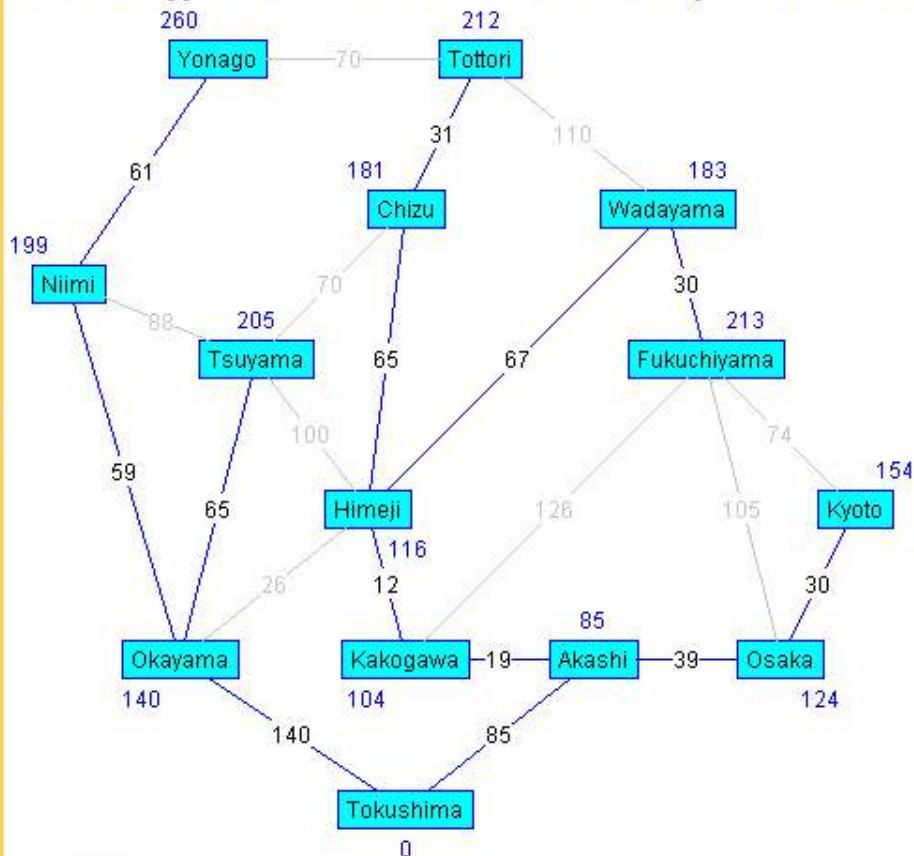 260
212
Yonago
70
Tottori
31
110
61
181
183
Chizu
Wadayama
199
Niimi
70
30
88
205
213
Tsuyama
65
67
Fukuchiyama
100
74
59
154
65
Himeji
126
105
Kyoto
116
26
12
30
85
Okayama
Kakogawa
19
Akashi
39
Osaka
140
104
124
140
85
Tokushima
0